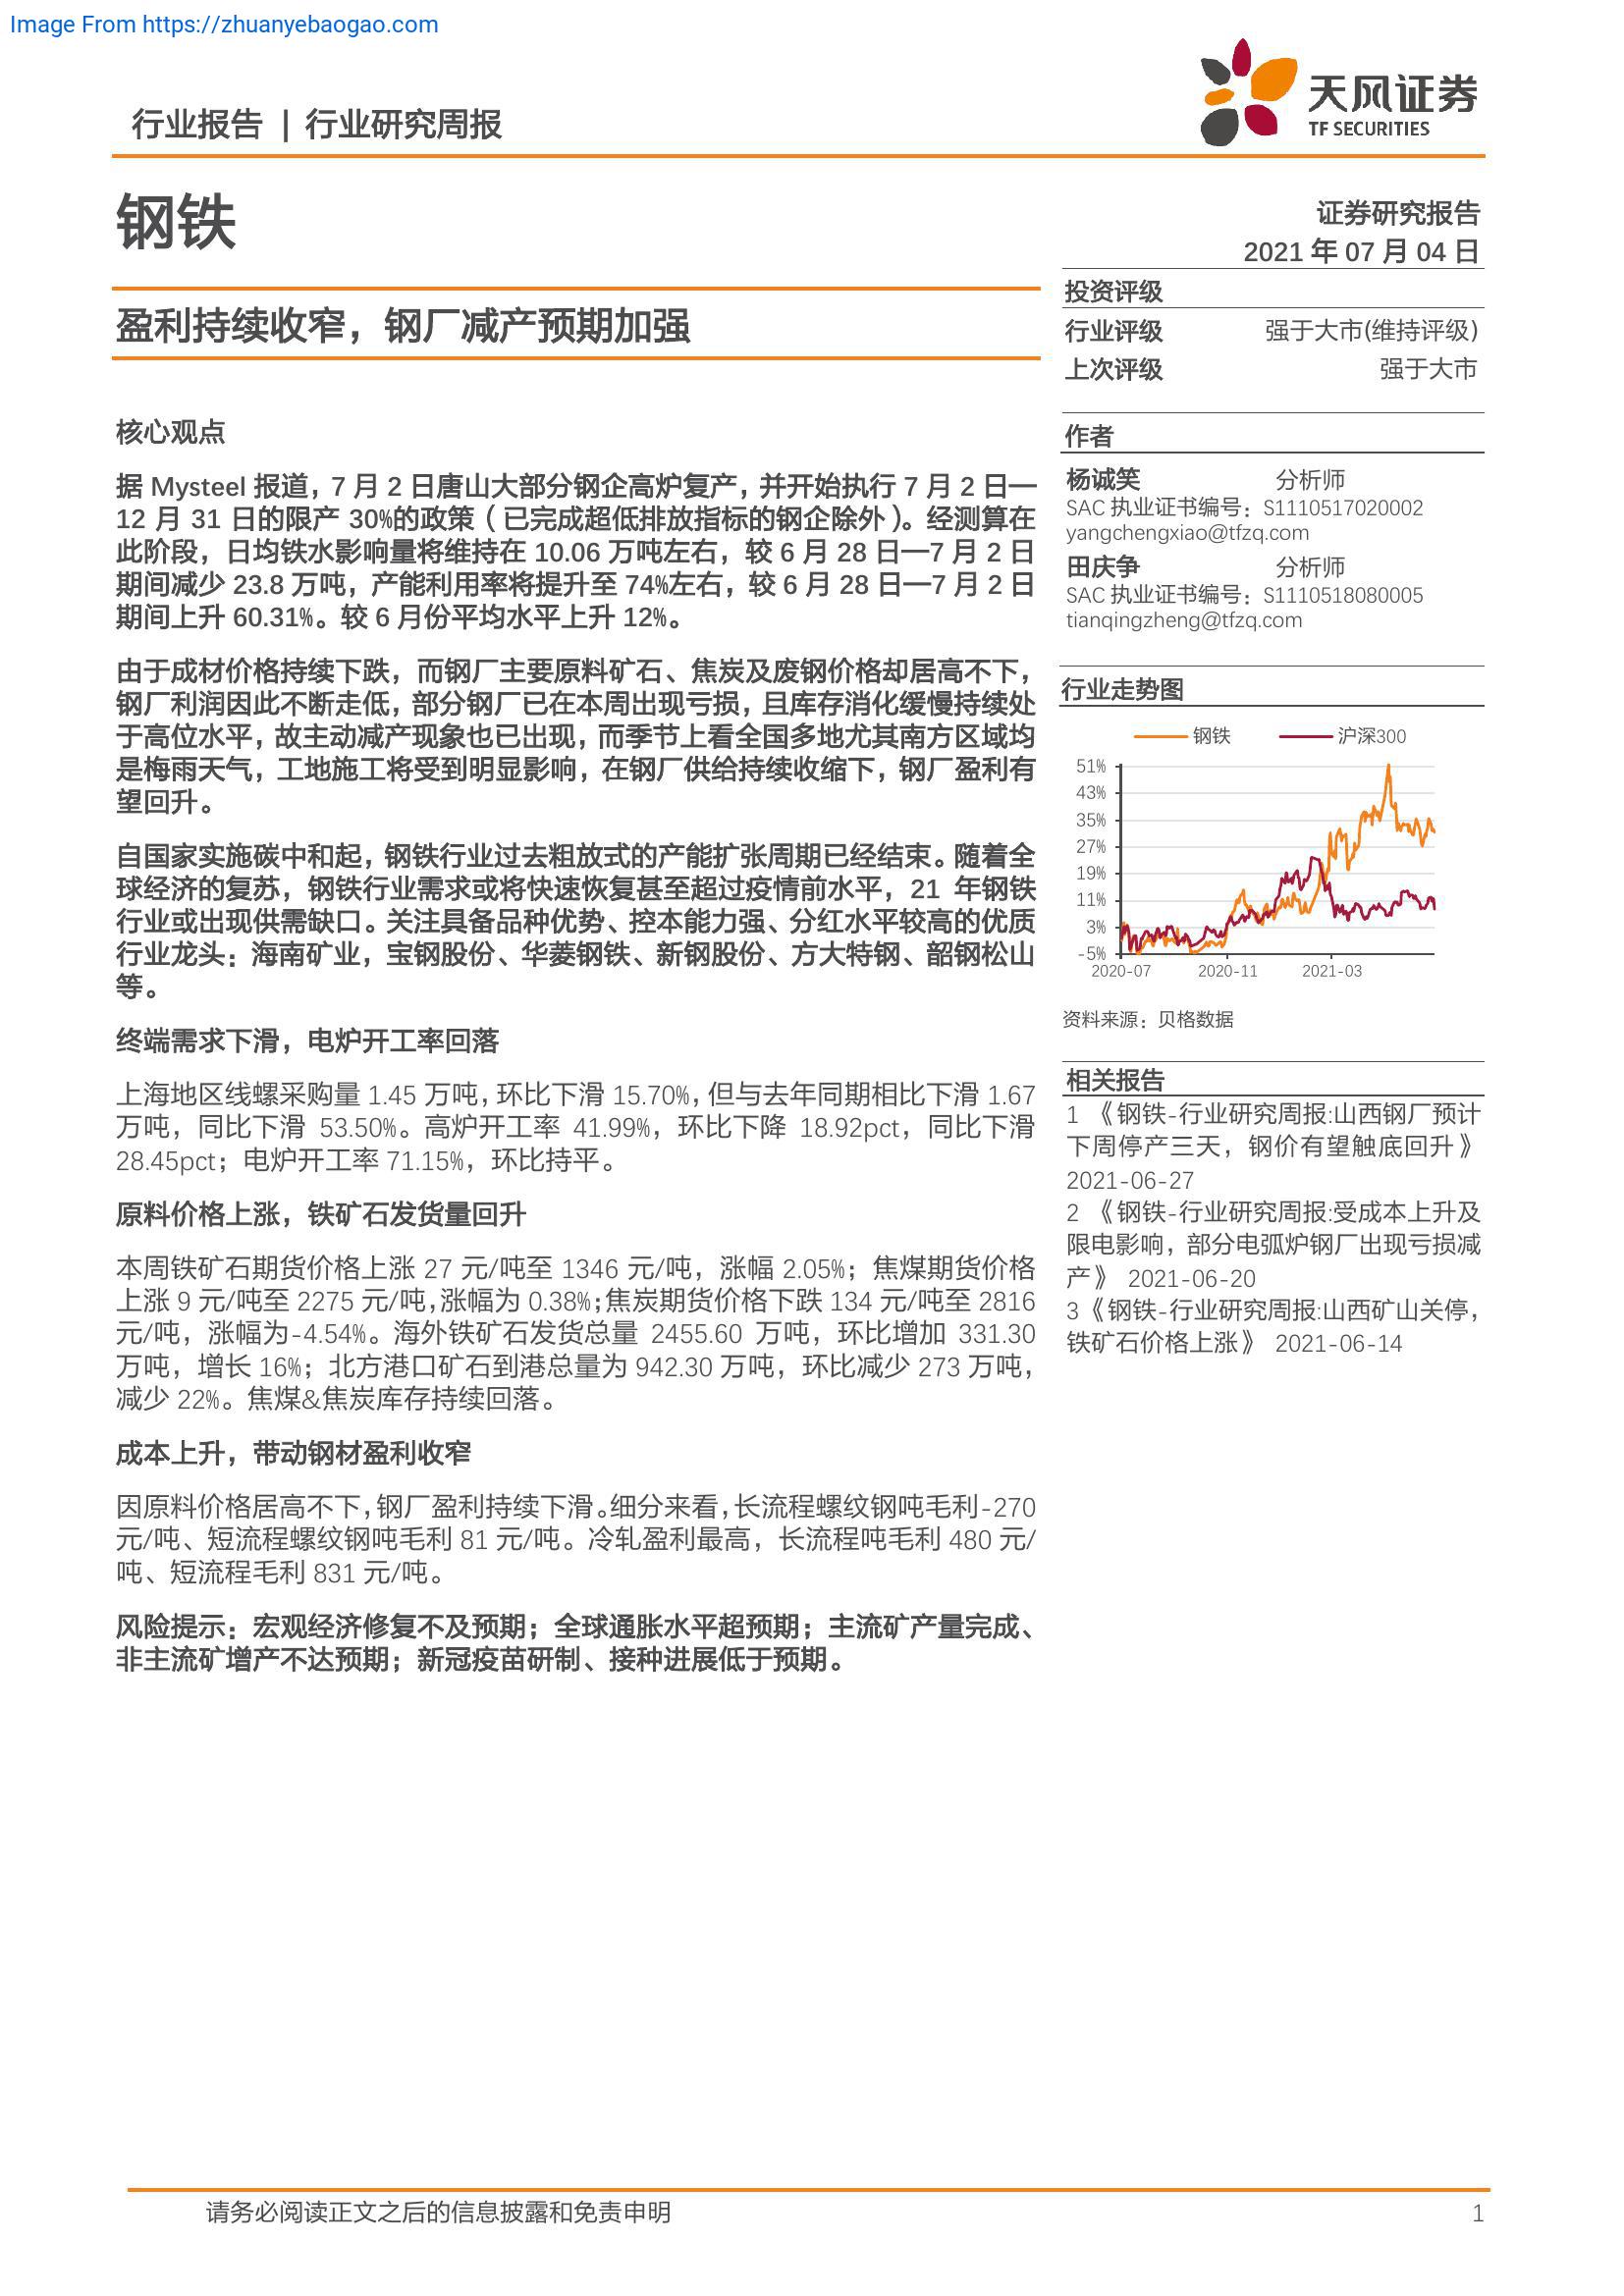 Image From https://zhuanyebaogao.com
行业报告 | 行业研究周报
天风证券
TF SECURITIES
钢铁
证券研究报告
2021 年 07 月 04 日
盈利持续收窄，钢厂减产预期加强
投资评级
行业评级 强于大市(维持评级)
上次评级 强于大市
核心观点
据 Mysteel 报道，7 月 2 日唐山大部分钢企高炉复产，并开始执行 7 月 2 日—
12 月 31 日的限产 30%的政策（已完成超低排放指标的钢企除外）。经测算在
此阶段，日均铁水影响量将维持在 10.06 万吨左右，较 6 月 28 日—7 月 2 日
期间减少 23.8 万吨，产能利用率将提升至 74%左右，较 6 月 28 日—7 月 2 日
期间上升 60.31%。较 6 月份平均水平上升 12%。
由于成材价格持续下跌，而钢厂主要原料矿石、焦炭及废钢价格却居高不下，
钢厂利润因此不断走低，部分钢厂已在本周出现亏损，且库存消化缓慢持续处
于高位水平，故主动减产现象也已出现，而季节上看全国多地尤其南方区域均
是梅雨天气，工地施工将受到明显影响，在钢厂供给持续收缩下，钢厂盈利有
望回升。
自国家实施碳中和起，钢铁行业过去粗放式的产能扩张周期已经结束。随着全
球经济的复苏，钢铁行业需求或将快速恢复甚至超过疫情前水平，21 年钢铁
行业或出现供需缺口。关注具备品种优势、控本能力强、分红水平较高的优质
行业龙头：海南矿业，宝钢股份、华菱钢铁、新钢股份、方大特钢、韶钢松山
等。
终端需求下滑，电炉开工率回落
上海地区线螺采购量 1.45 万吨，环比下滑 15.70%，但与去年同期相比下滑 1.67
万吨，同比下滑 53.50%。高炉开工率 41.99%，环比下降 18.92pct，同比下滑
28.45pct；电炉开工率 71.15%，环比持平。
原料价格上涨，铁矿石发货量回升
本周铁矿石期货价格上涨 27 元/吨至 1346 元/吨，涨幅 2.05%；焦煤期货价格
上涨 9 元/吨至 2275 元/吨，涨幅为 0.38%；焦炭期货价格下跌 134 元/吨至 2816
元/吨，涨幅为-4.54%。海外铁矿石发货总量 2455.60 万吨，环比增加 331.30
万吨，增长 16%；北方港口矿石到港总量为 942.30 万吨，环比减少 273 万吨，
减少 22%。焦煤&焦炭库存持续回落。
成本上升，带动钢材盈利收窄
因原料价格居高不下，钢厂盈利持续下滑。细分来看，长流程螺纹钢吨毛利-270
元/吨、短流程螺纹钢吨毛利 81 元/吨。冷轧盈利最高，长流程吨毛利 480 元/
吨、短流程毛利 831 元/吨。
风险提示：宏观经济修复不及预期；全球通胀水平超预期；主流矿产量完成、
非主流矿增产不达预期；新冠疫苗研制、接种进展低于预期。
作者
杨诚笑 分析师
SAC 执业证书编号：S1110517020002
yangchengxiao@tfzq.com
田庆争 分析师
SAC 执业证书编号：S1110518080005
tianqingzheng@tfzq.com
行业走势图
钢铁 沪深300
51%
43%
35%
27%
19%
11%
3%
-5%
2020-07 2020-11 2021-03
资料来源：贝格数据
相关报告
1 《钢铁-行业研究周报:山西钢厂预计
下周停产三天，钢价有望触底回升》
2021-06-27
2 《钢铁-行业研究周报:受成本上升及
限电影响，部分电弧炉钢厂出现亏损减
产》 2021-06-20
3《钢铁-行业研究周报:山西矿山关停，
铁矿石价格上涨》 2021-06-14
请务必阅读正文之后的信息披露和免责申明 1